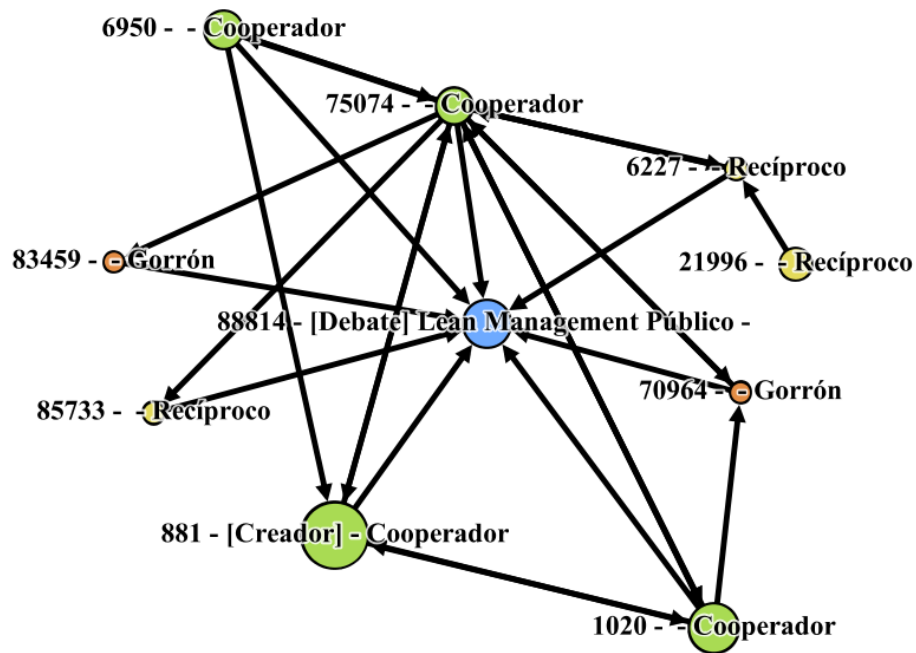 6950 -  - Cooperador
75074 -  - Cooperador
6227 -  - Recíproco
83459 -  - Gorrón
21996 -  - Recíproco
88814 - [Debate] Lean Management Público -
70964 -  - Gorrón
85733 -  - Recíproco
881 - [Creador] - Cooperador
1020 -  - Cooperador